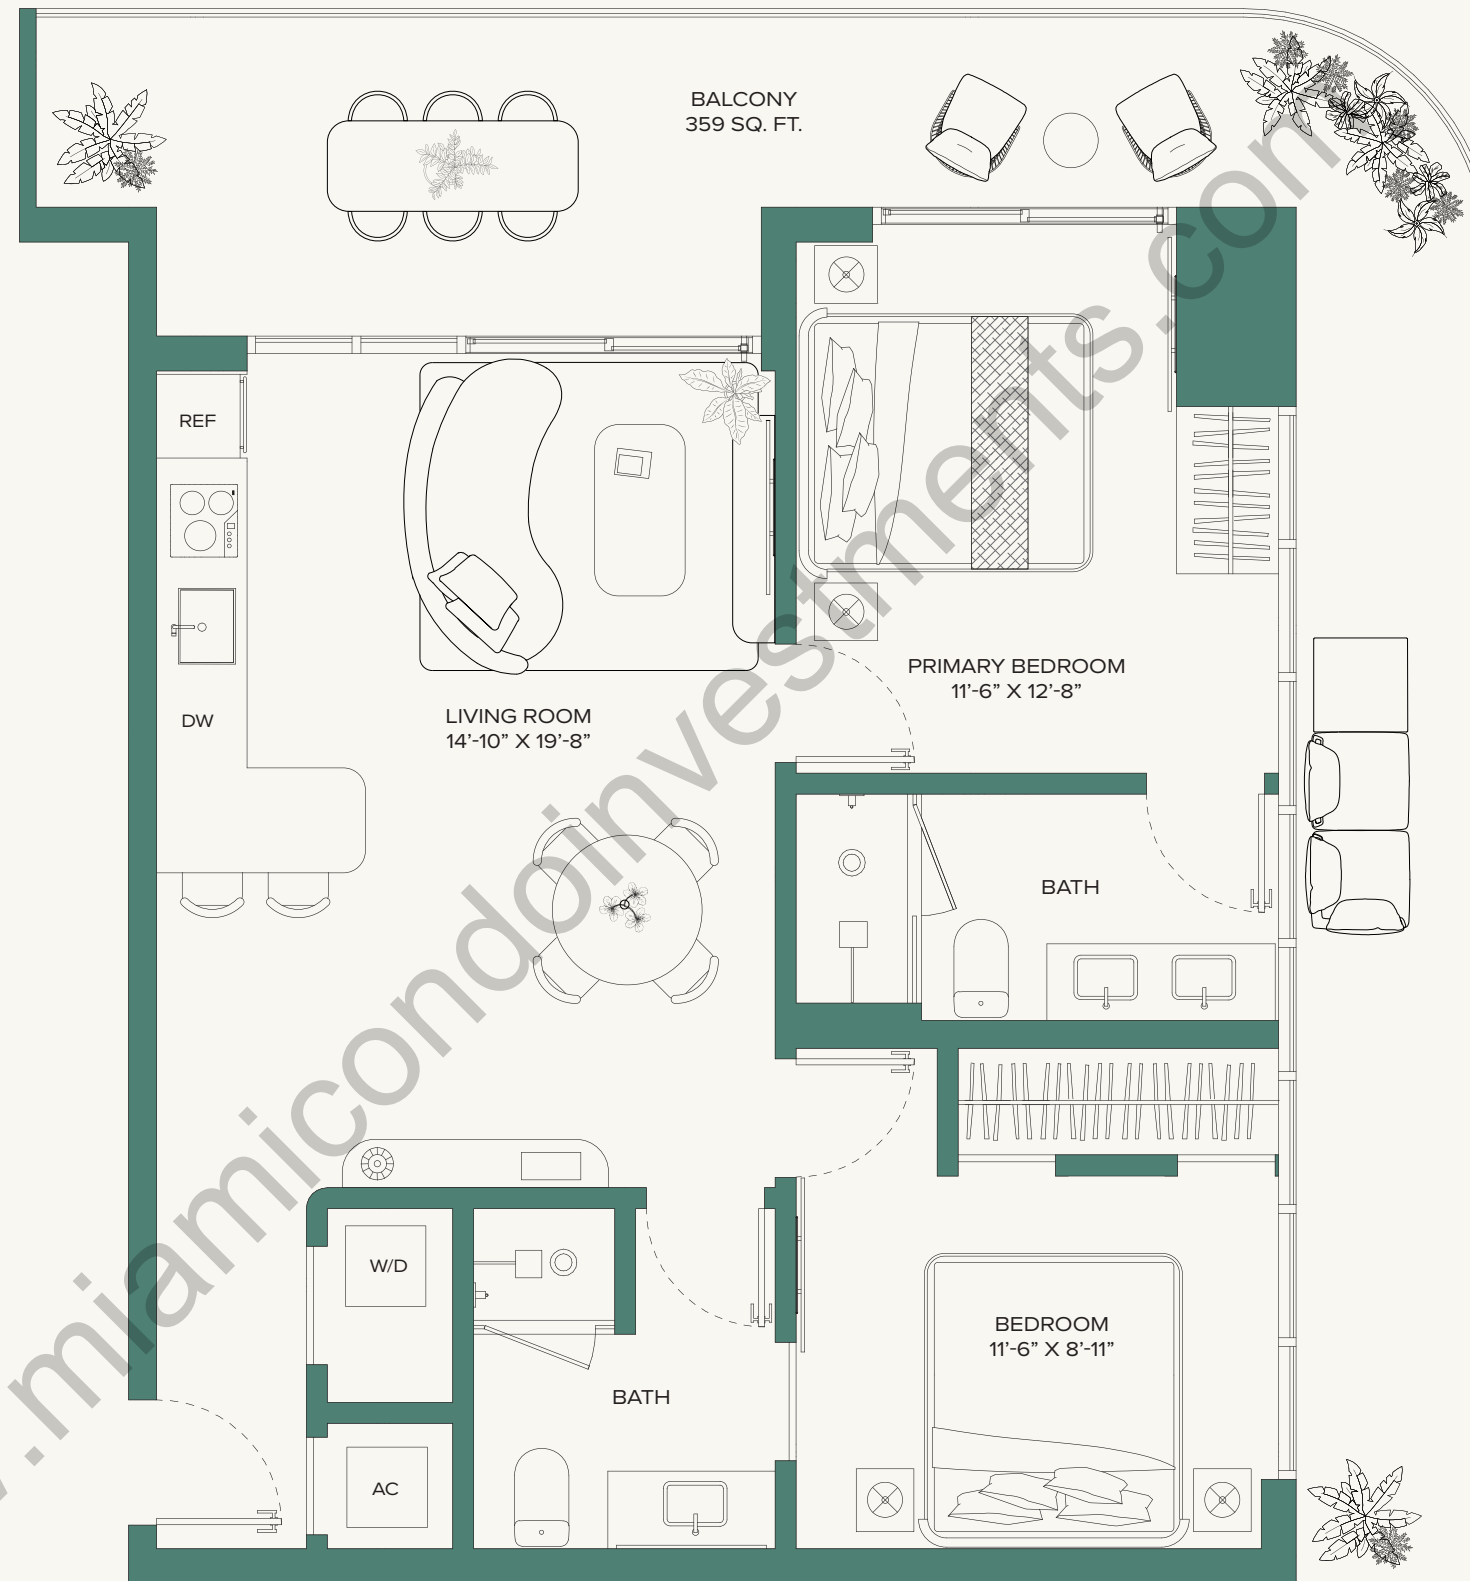 BALCONY
359 SQ. FT.
REF
PRIMARY BEDROOM
11’-6” X 12’-8”
LIVING ROOM
14’-10” X 19’-8”
DW
BATH
W/D
BEDROOM
11’-6” X 8’-11”
BATH
AC
.miamicondoinvestments.com